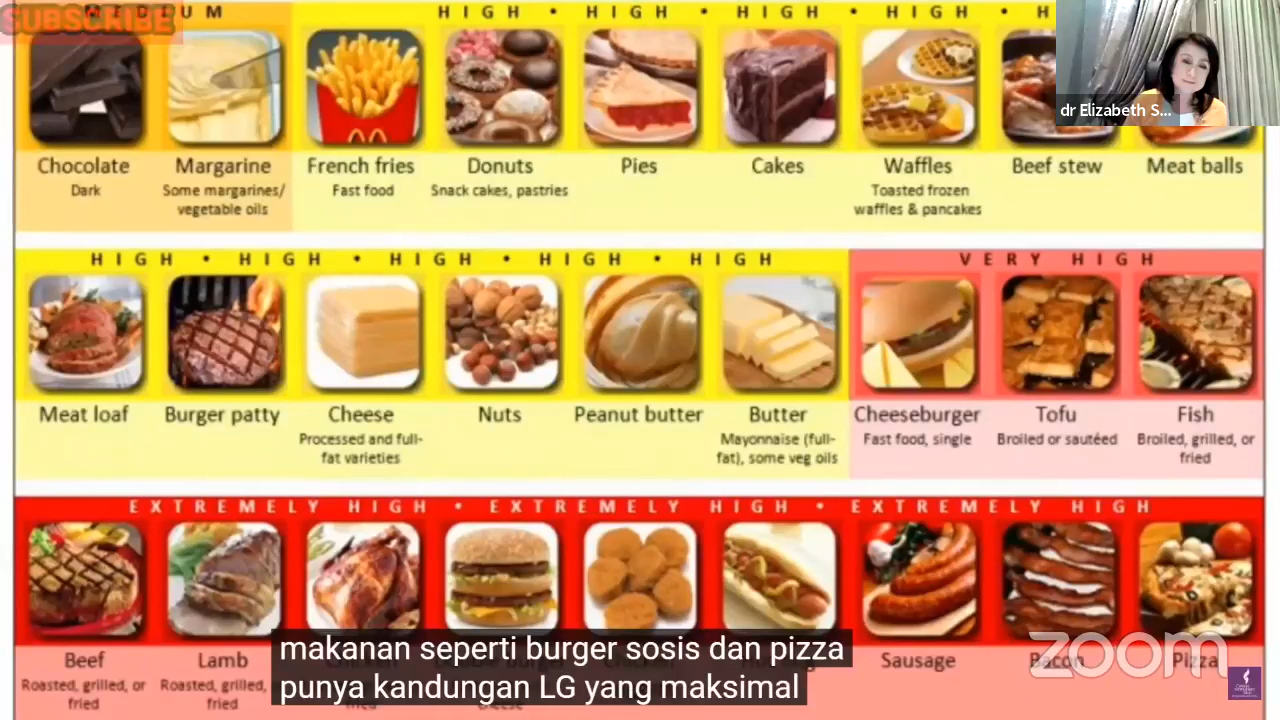 SUBSCRIBE
MEDIUM
HIGH • HIGH • HIGH • HIGH • H
dr Elizabeth S...
Chocolate
Dark
Margarine
Some margarines/
vegetable oils
French fries
Fast food
Donuts
Snack cakes, pastries
Pies
Cakes
Waffles
Toasted frozen
waffles & pancakes
Beef stew
Meat balls
HIGH • HIGH • HIGH • HIGH • HIGH
VERY HIGH
Meat loaf
Burger patty
Cheese
Processed and full-
fat varieties
Nuts
Peanut butter
Butter
Mayonnaise (full-
fat), some veg oils
Cheeseburger
Fast food, single
Tofu
Broiled or sautéed
Fish
Broiled, grilled, or
fried
EXTREMELY HIGH • EXTREMELY HIGH • EXTREMELY HIGH
Beef
Roasted, grilled, or
fried
Lamb
Roasted, grilled,
fried
Sausage
Bacon
Pizza
zoom
makanan seperti burger sosis dan pizza
punya kandungan LG yang maksimal